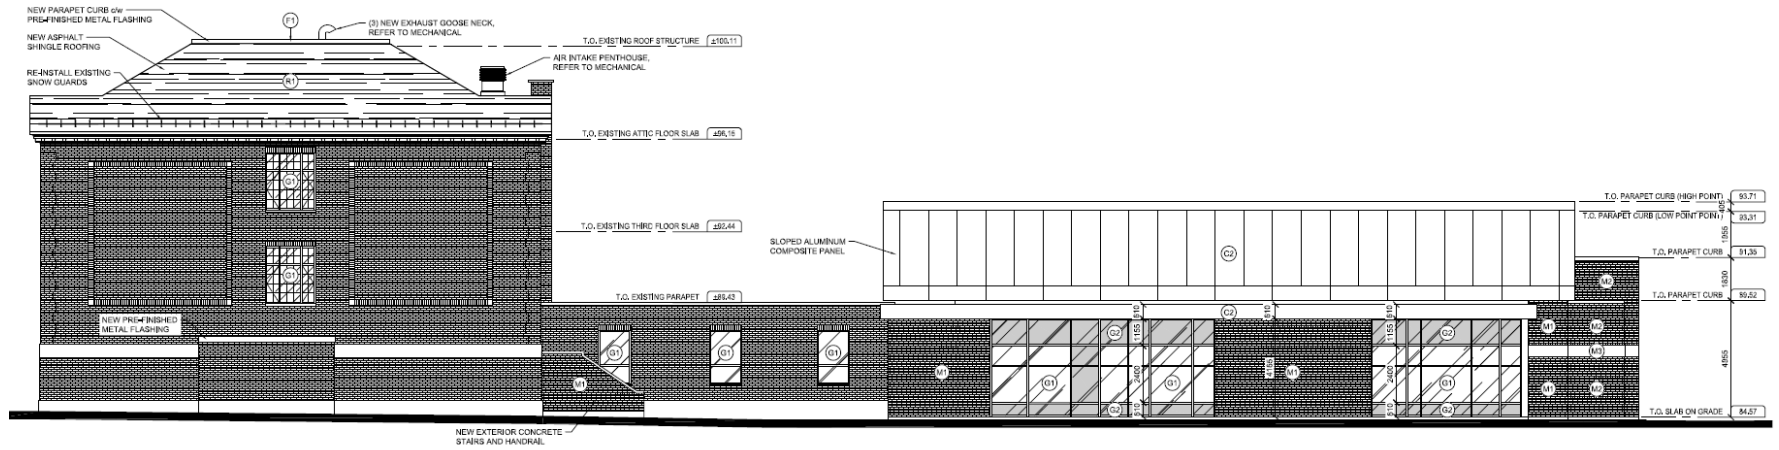 NEW PARAPET CURB c/w
PRE-FINISHED METAL FLASHING
NEW ASPHALT
SHINGLE ROOFING
RE-INSTALL EXISTING
SNOW GUARDS
F1
(3) NEW EXHAUST GOOSE NECK,
REFER TO MECHANICAL
R1
AIR INTAKE PENTHOUSE,
REFER TO MECHANICAL
T.O. EXISTING ROOF STRUCTURE ±100.11
T.O. EXISTING ATTIC FLOOR SLAB ±96.15
T.O. EXISTING THIRD FLOOR SLAB ±92.44
T.O. EXISTING PARAPET ±89.43
G1
G1
NEW PRE-FINISHED
METAL FLASHING
M1
G1
G1
G1
NEW EXTERIOR CONCRETE
STAIRS AND HANDRAIL
SLOPED ALUMINUM
COMPOSITE PANEL
C2
C2
M1
G2
G1
G1
G2
510
1155
2400
510
510
4165
M1
510
1155
2400
510
G2
G1
G2
M2
M1
M2
M3
M1
M2
T.O. PARAPET CURB (HIGH POINT) 93.71
405
T.O. PARAPET CURB (LOW POINT POINT) 93.31
1955
T.O. PARAPET CURB 91.35
1830
T.O. PARAPET CURB 89.52
4955
T.O. SLAB ON GRADE 84.57